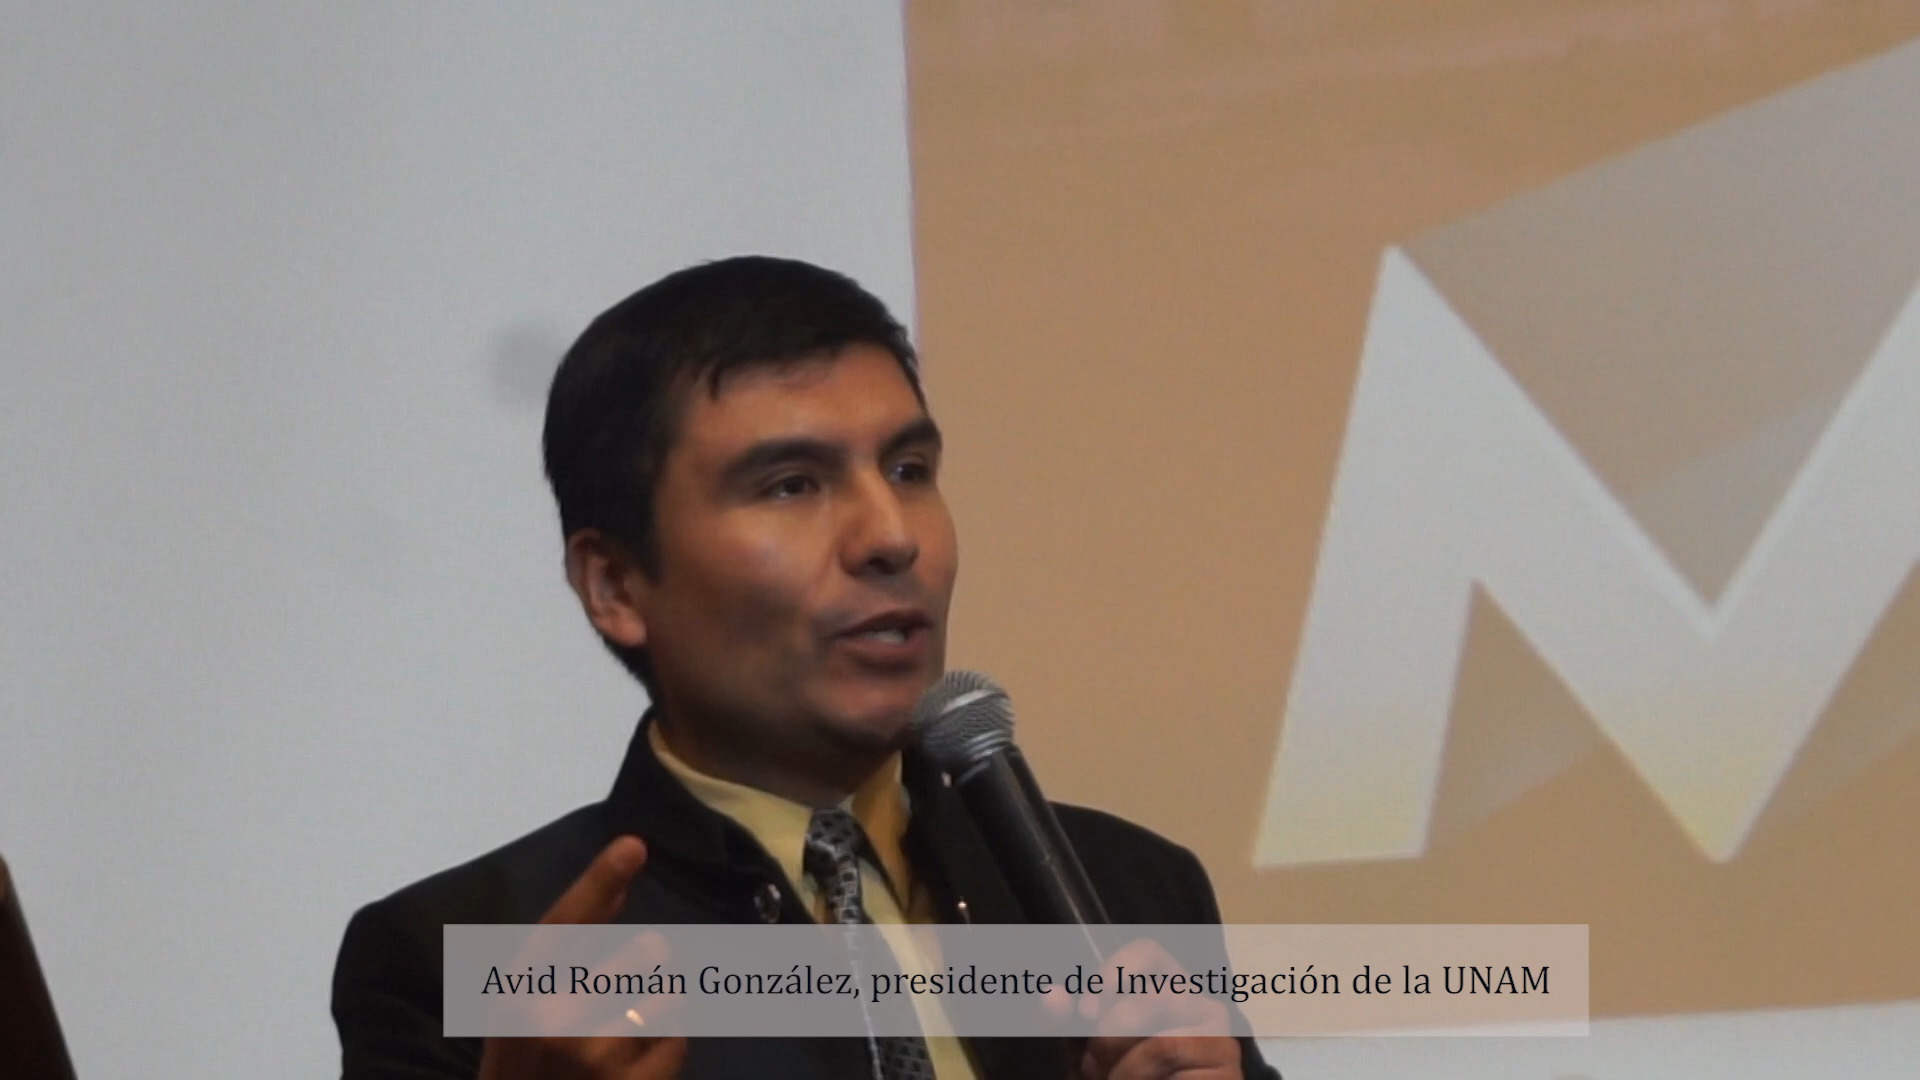 M
Avid Román González, presidente de Investigación de la UNAM